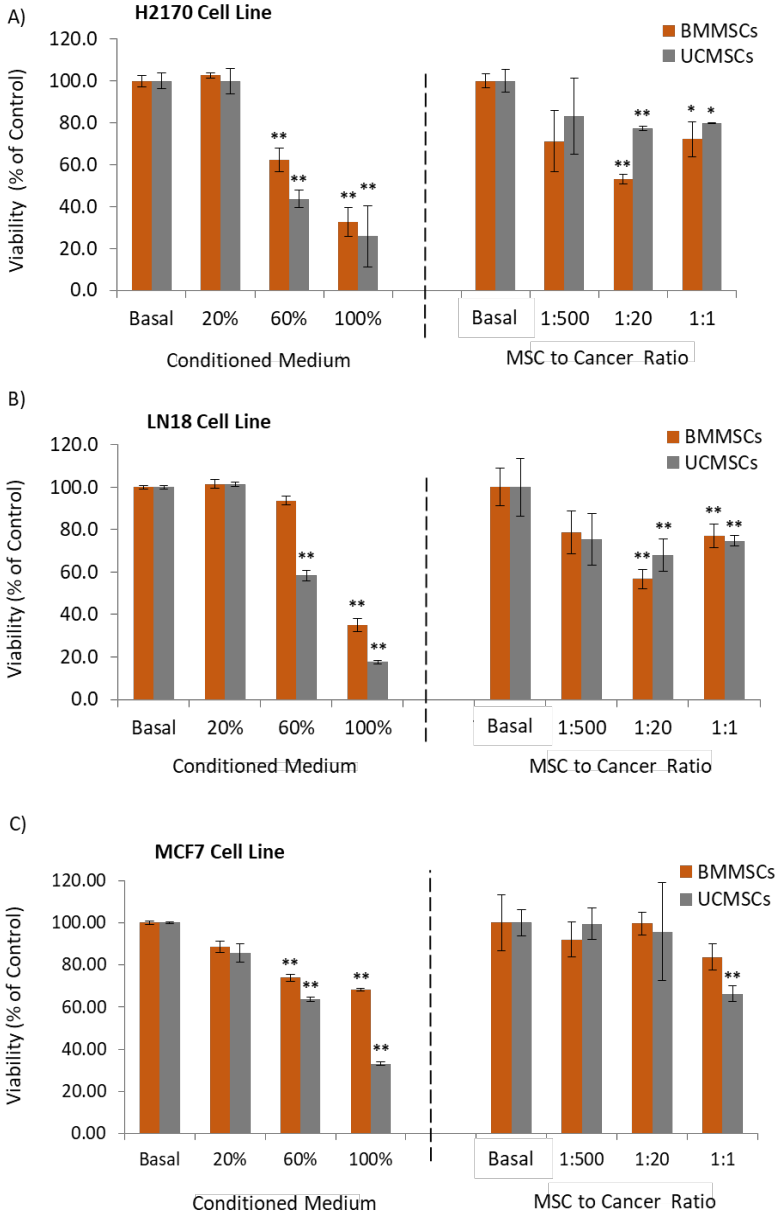 A)
H2170 Cell Line
BMMSCs
UCMSCs
Viability (% of Control)
120.0
100.0
80.0
60.0
40.0
20.0
0.0
** ** ** ** ** ** * *
Basal 20% 60% 100% Basal 1:500 1:20 1:1
Conditioned Medium MSC to Cancer Ratio
B)
LN18 Cell Line
BMMSCs
UCMSCs
Viability (% of Control)
120.0
100.0
80.0
60.0
40.0
20.0
0.0
** ** ** ** ** ** **
Basal 20% 60% 100% Basal 1:500 1:20 1:1
Conditioned Medium MSC to Cancer Ratio
C)
MCF7 Cell Line
BMMSCs
UCMSCs
Viability (% of Control)
120.00
100.00
80.00
60.00
40.00
20.00
0.00
** ** ** ** **
Basal 20% 60% 100% Basal 1:500 1:20 1:1
Conditioned Medium MSC to Cancer Ratio